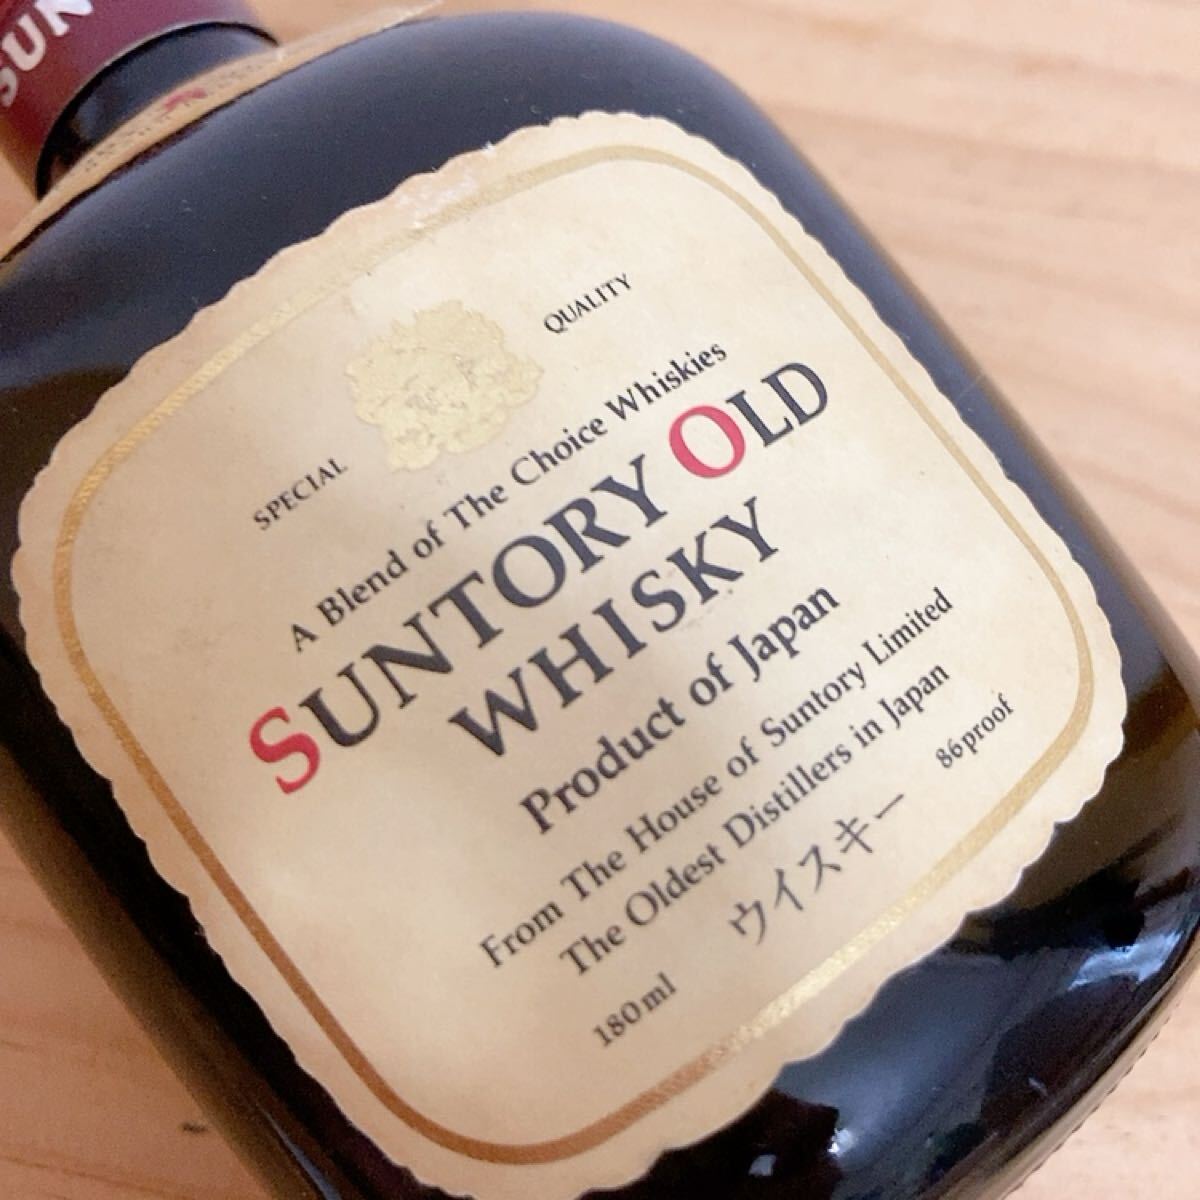 SUN
SPECIAL QUALITY
A Blend of The Choice Whiskies
SUNTORY OLD
WHISKY
Product of Japan
From The House of Suntory Limited
The Oldest Distillers in Japan
180ml ウイスキー 86proof